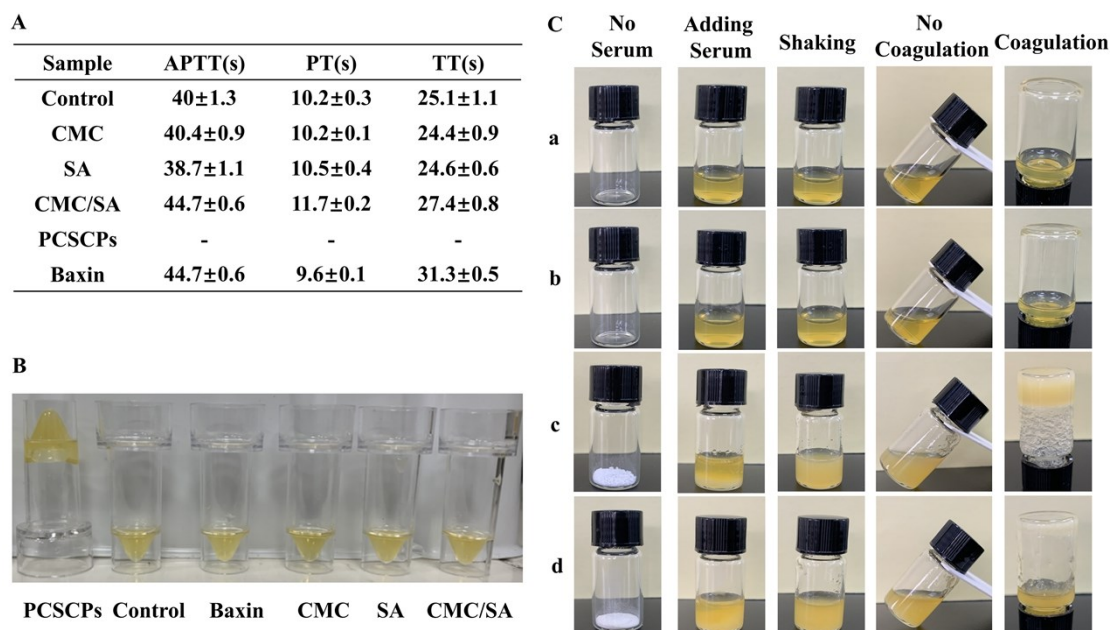 A
Sample APTT(s) PT(s) TT(s)
Control 40±1.3 10.2±0.3 25.1±1.1
CMC 40.4±0.9 10.2±0.1 24.4±0.9
SA 38.7±1.1 10.5±0.4 24.6±0.6
CMC/SA 44.7±0.6 11.7±0.2 27.4±0.8
PCSCPs - - -
Baxin 44.7±0.6 9.6±0.1 31.3±0.5
B
PCSCPs Control Baxin CMC SA CMC/SA
C
No Serum
Adding Serum
Shaking
No Coagulation
Coagulation
a
b
c
d